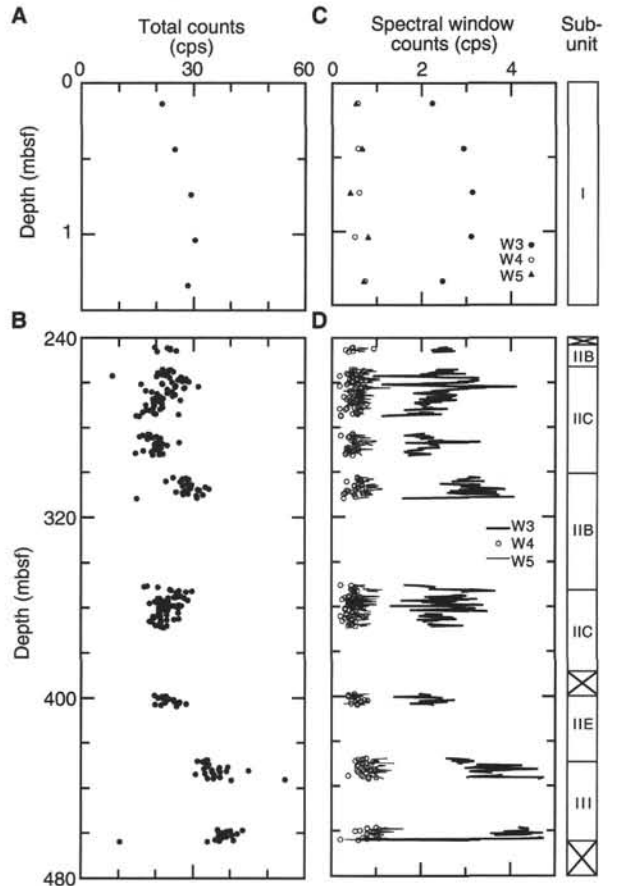 A
Total counts
(cps)
0 30 60
0
1
Depth (mbsf)
C
Spectral window
counts (cps)
0 2 4
W3
W4
W5
Sub-
unit
I
B
240
320
400
480
Depth (mbsf)
D
W3
W4
W5
IIB
IIC
IIB
IIC
IIE
III